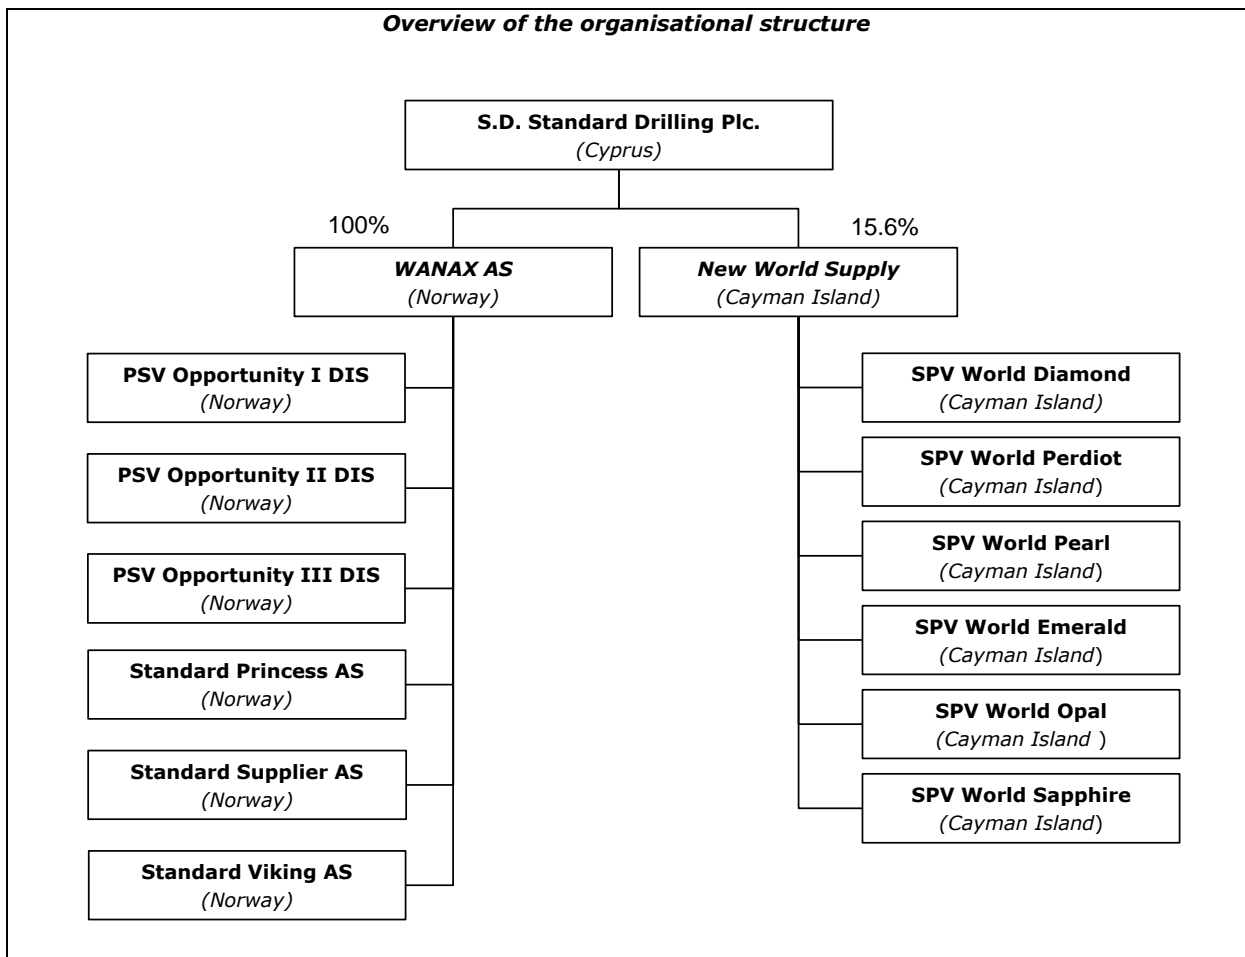 Overview of the organisational structure
S.D. Standard Drilling Plc.
(Cyprus)
100%
15.6%
WANAX AS
(Norway)
New World Supply
(Cayman Island)
PSV Opportunity I DIS
(Norway)
PSV Opportunity II DIS
(Norway)
PSV Opportunity III DIS
(Norway)
Standard Princess AS
(Norway)
Standard Supplier AS
(Norway)
Standard Viking AS
(Norway)
SPV World Diamond
(Cayman Island)
SPV World Perdiot
(Cayman Island)
SPV World Pearl
(Cayman Island)
SPV World Emerald
(Cayman Island)
SPV World Opal
(Cayman Island )
SPV World Sapphire
(Cayman Island)